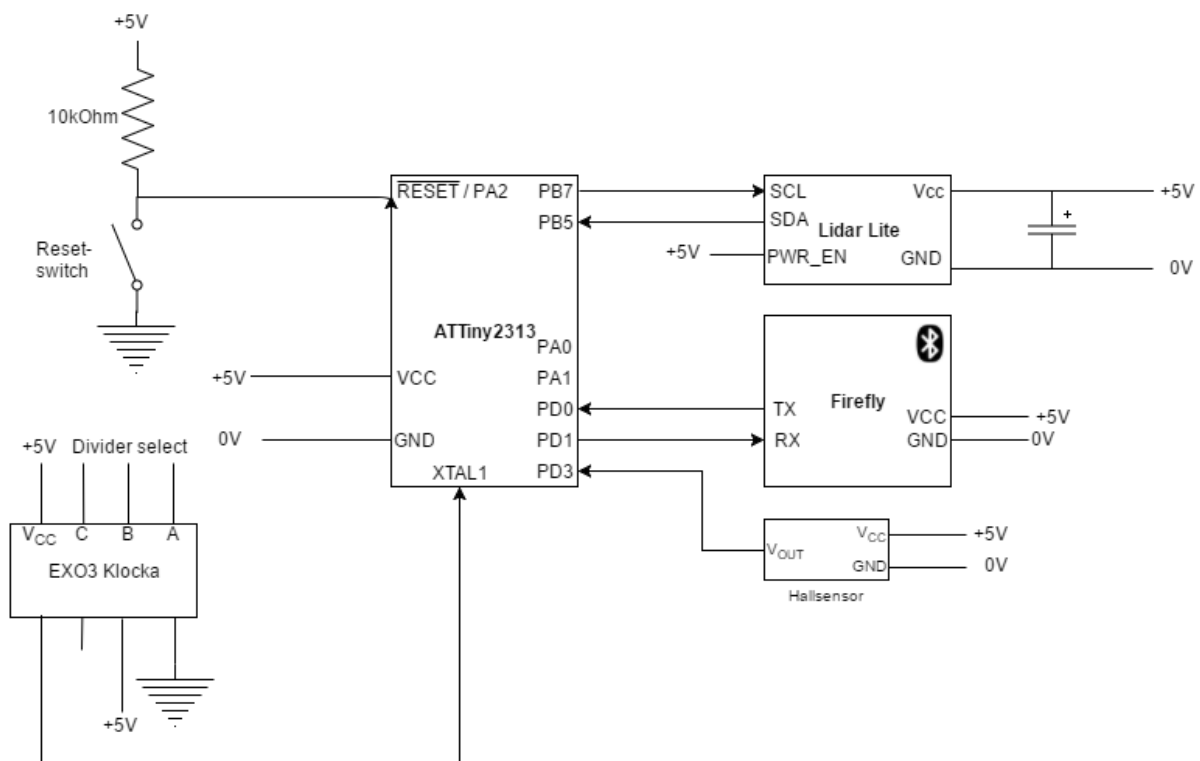 +5V
10kOhm
Reset-
switch
RESET / PA2
PB7
PB5
ATTiny2313
PA0
PA1
VCC
PD0
PD1
GND
PD3
XTAL1
+5V
0V
SCL
Vcc
SDA
Lidar Lite
PWR_EN
GND
+5V
+
+5V
0V
Firefly
TX
RX
VCC
GND
+5V
0V
VCC
VOUT
GND
+5V
0V
Hallsensor
+5V
Divider select
VCC C B A
EXO3 Klocka
+5V